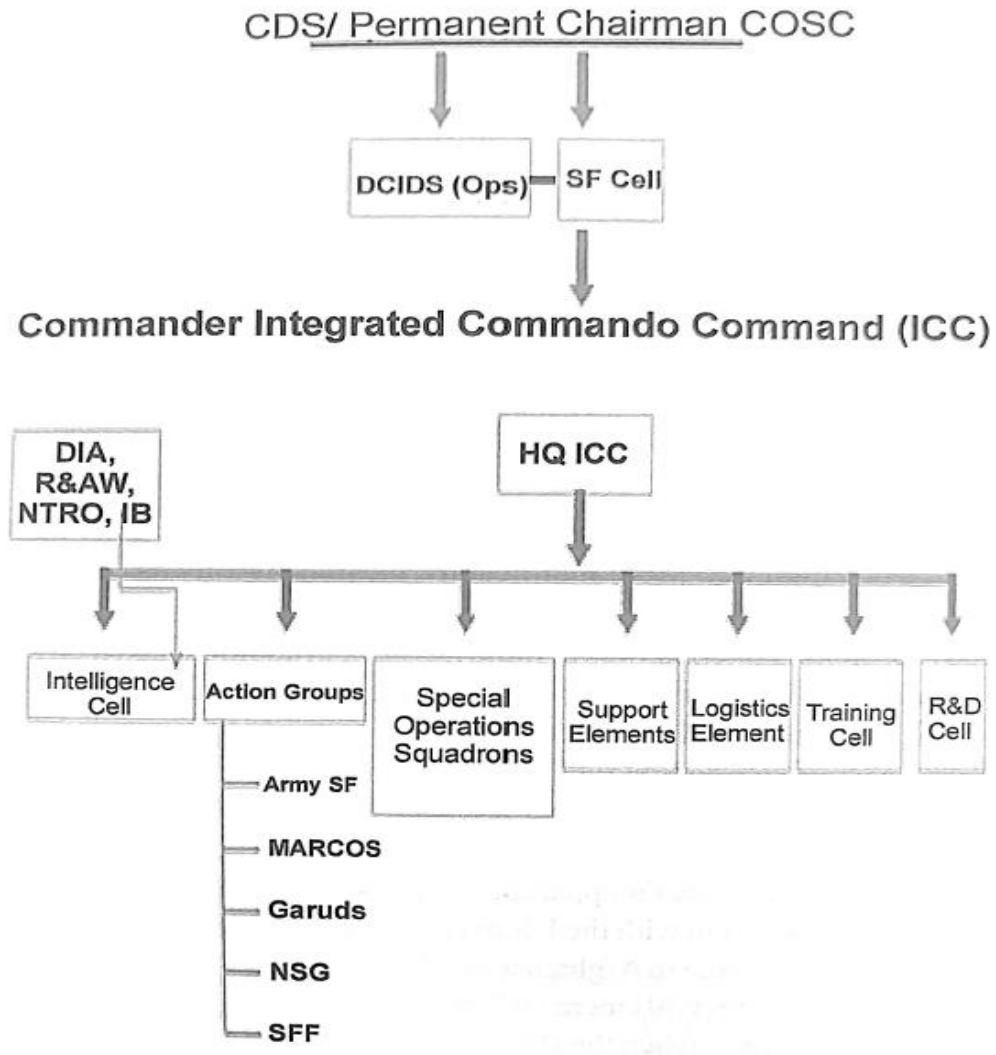 CDS/ Permanent Chairman COSC
DCIDS (Ops)
SF Cell
Commander Integrated Commando Command (ICC)
DIA,
R&AW,
NTRO, IB
HQ ICC
Intelligence
Cell
Action Groups
Special
Operations
Squadrons
Support
Elements
Logistics
Element
Training
Cell
R&D
Cell
Army SF
MARCOS
Garuds
NSG
SFF